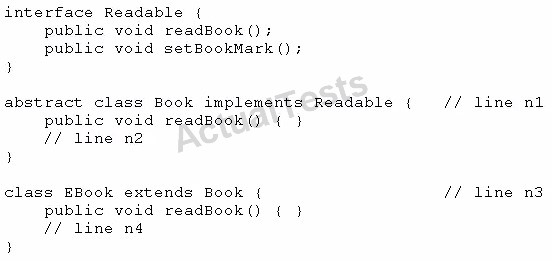 interface Readable {
    public void readBook();
    public void setBookMark();
}
abstract class Book implements Readable {   // line n1
    public void readBook() { }
    // line n2
}
class EBook extends Book {                  // line n3
    public void readBook() { }
    // line n4
}
ActualTests